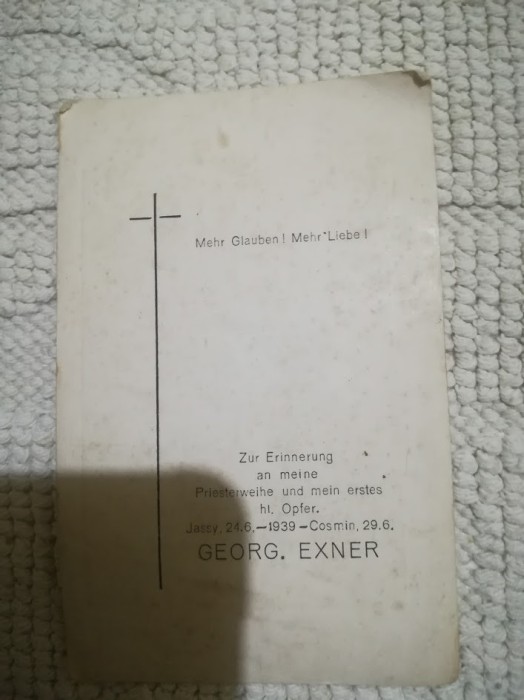 Mehr Glauben! Mehr Liebe!
Zur Erinnerung
an meine
Priesterweihe und mein erstes
hl. Opfer.
Jassy, 24.6.–1939–Cosmin, 29.6.
GEORG. EXNER